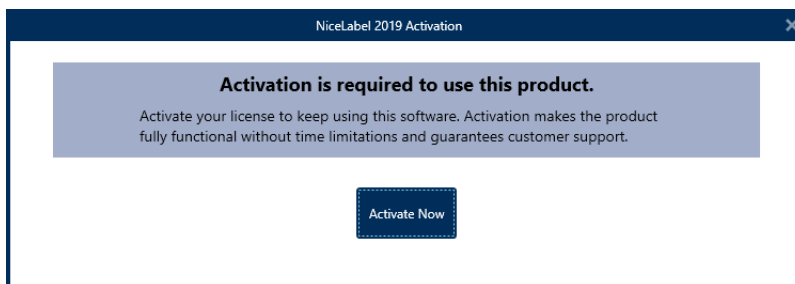 NiceLabel 2019 Activation
Activation is required to use this product.
Activate your license to keep using this software. Activation makes the product
fully functional without time limitations and guarantees customer support.
Activate Now